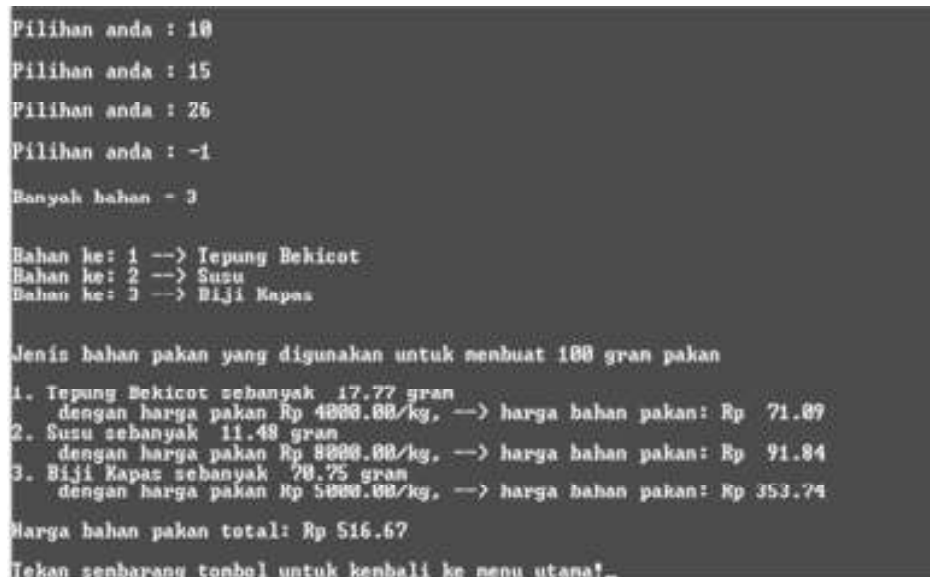 Pilihan anda : 10
Pilihan anda : 15
Pilihan anda : 26
Pilihan anda : -1
Banyak bahan = 3
Bahan ke: 1 --> Tepung Bekicot
Bahan ke: 2 --> Susu
Bahan ke: 3 --> Biji Kapas
Jenis bahan pakan yang digunakan untuk membuat 100 gram pakan
1. Tepung Bekicot sebanyak 17.77 gram
dengan harga pakan Rp 4000.00/kg, --> harga bahan pakan: Rp 71.09
2. Susu sebanyak 11.48 gram
dengan harga pakan Rp 8000.00/kg, --> harga bahan pakan: Rp 91.84
3. Biji Kapas sebanyak 70.75 gram
dengan harga pakan Rp 5000.00/kg, --> harga bahan pakan: Rp 353.74
Harga bahan pakan total: Rp 516.67
Tekan sembarang tombol untuk kembali ke menu utama!_